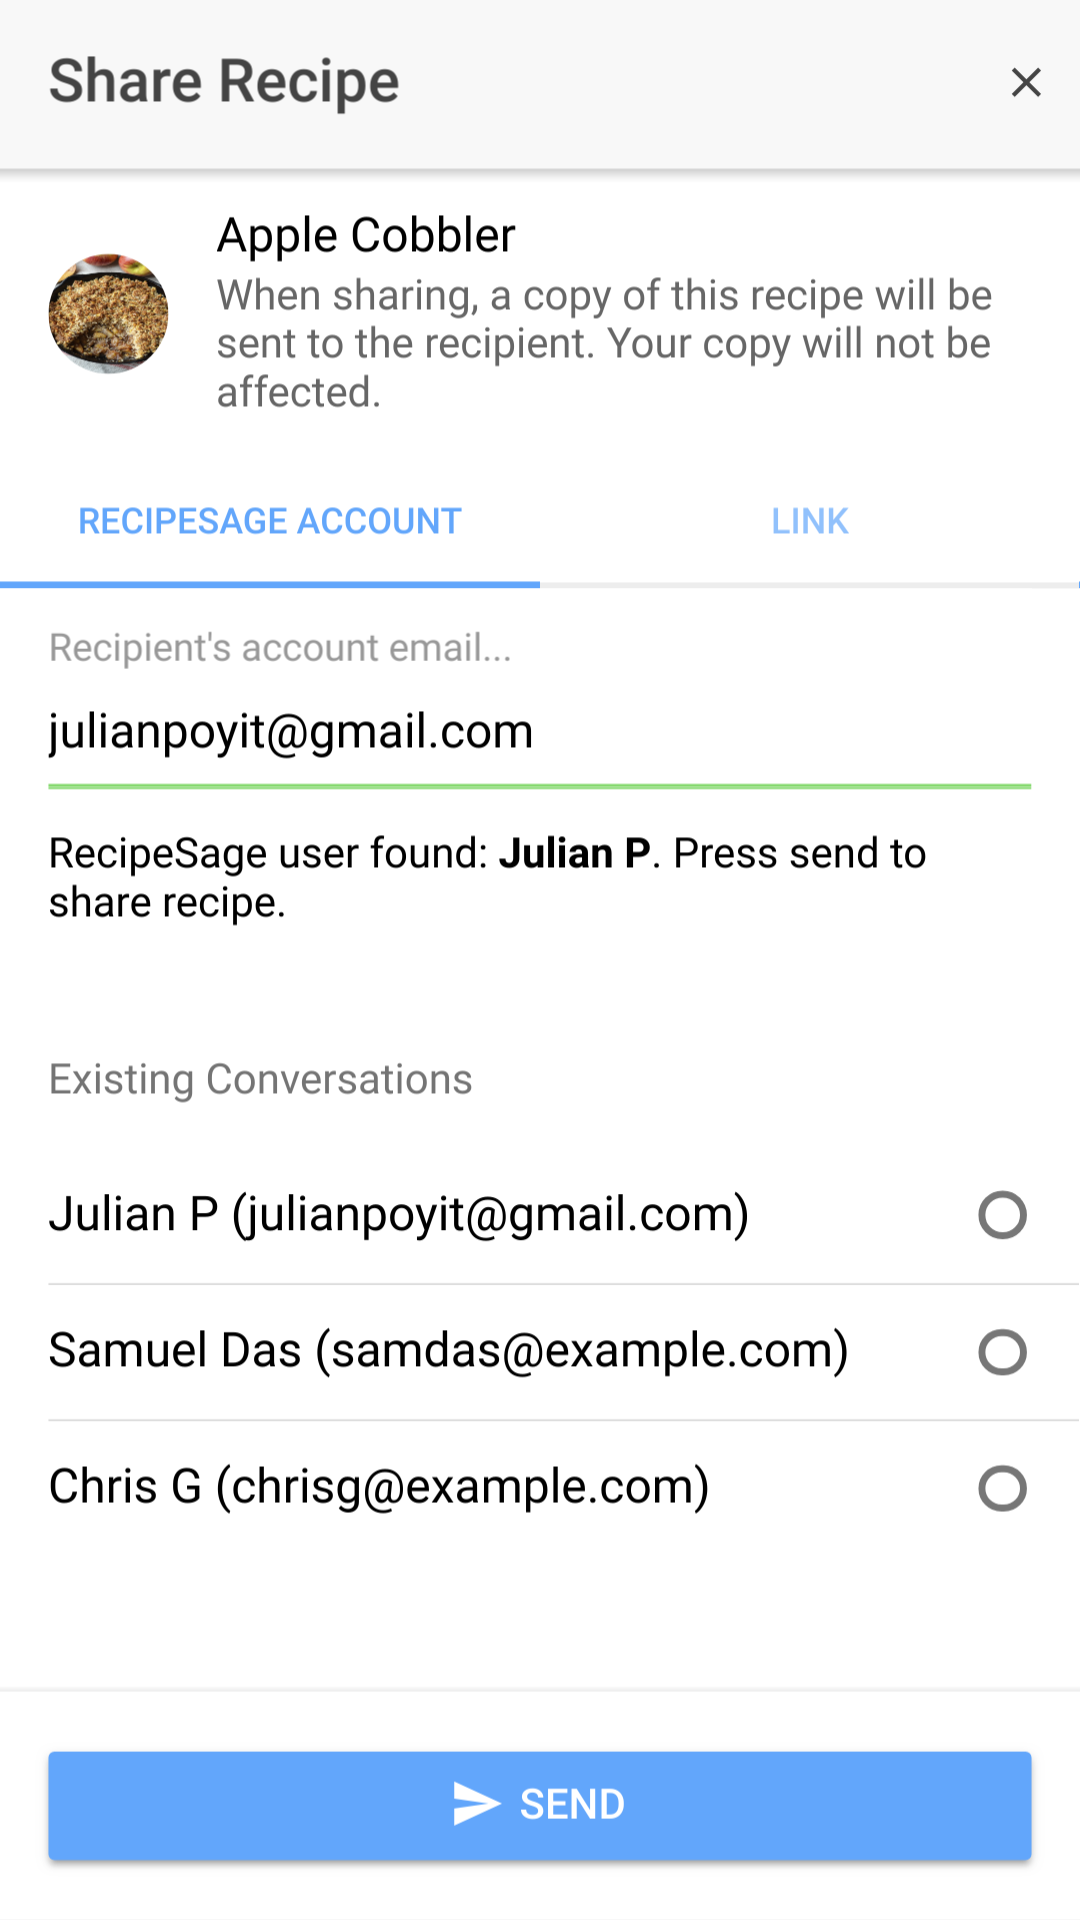 Share Recipe
Apple Cobbler
When sharing, a copy of this recipe will be
sent to the recipient. Your copy will not be
affected.
RECIPESAGE ACCOUNT
LINK
Recipient's account email...
julianpoyit@gmail.com
RecipeSage user found: Julian P. Press send to
share recipe.
Existing Conversations
Julian P (julianpoyit@gmail.com)
Samuel Das (samdas@example.com)
Chris G (chrisg@example.com)
SEND